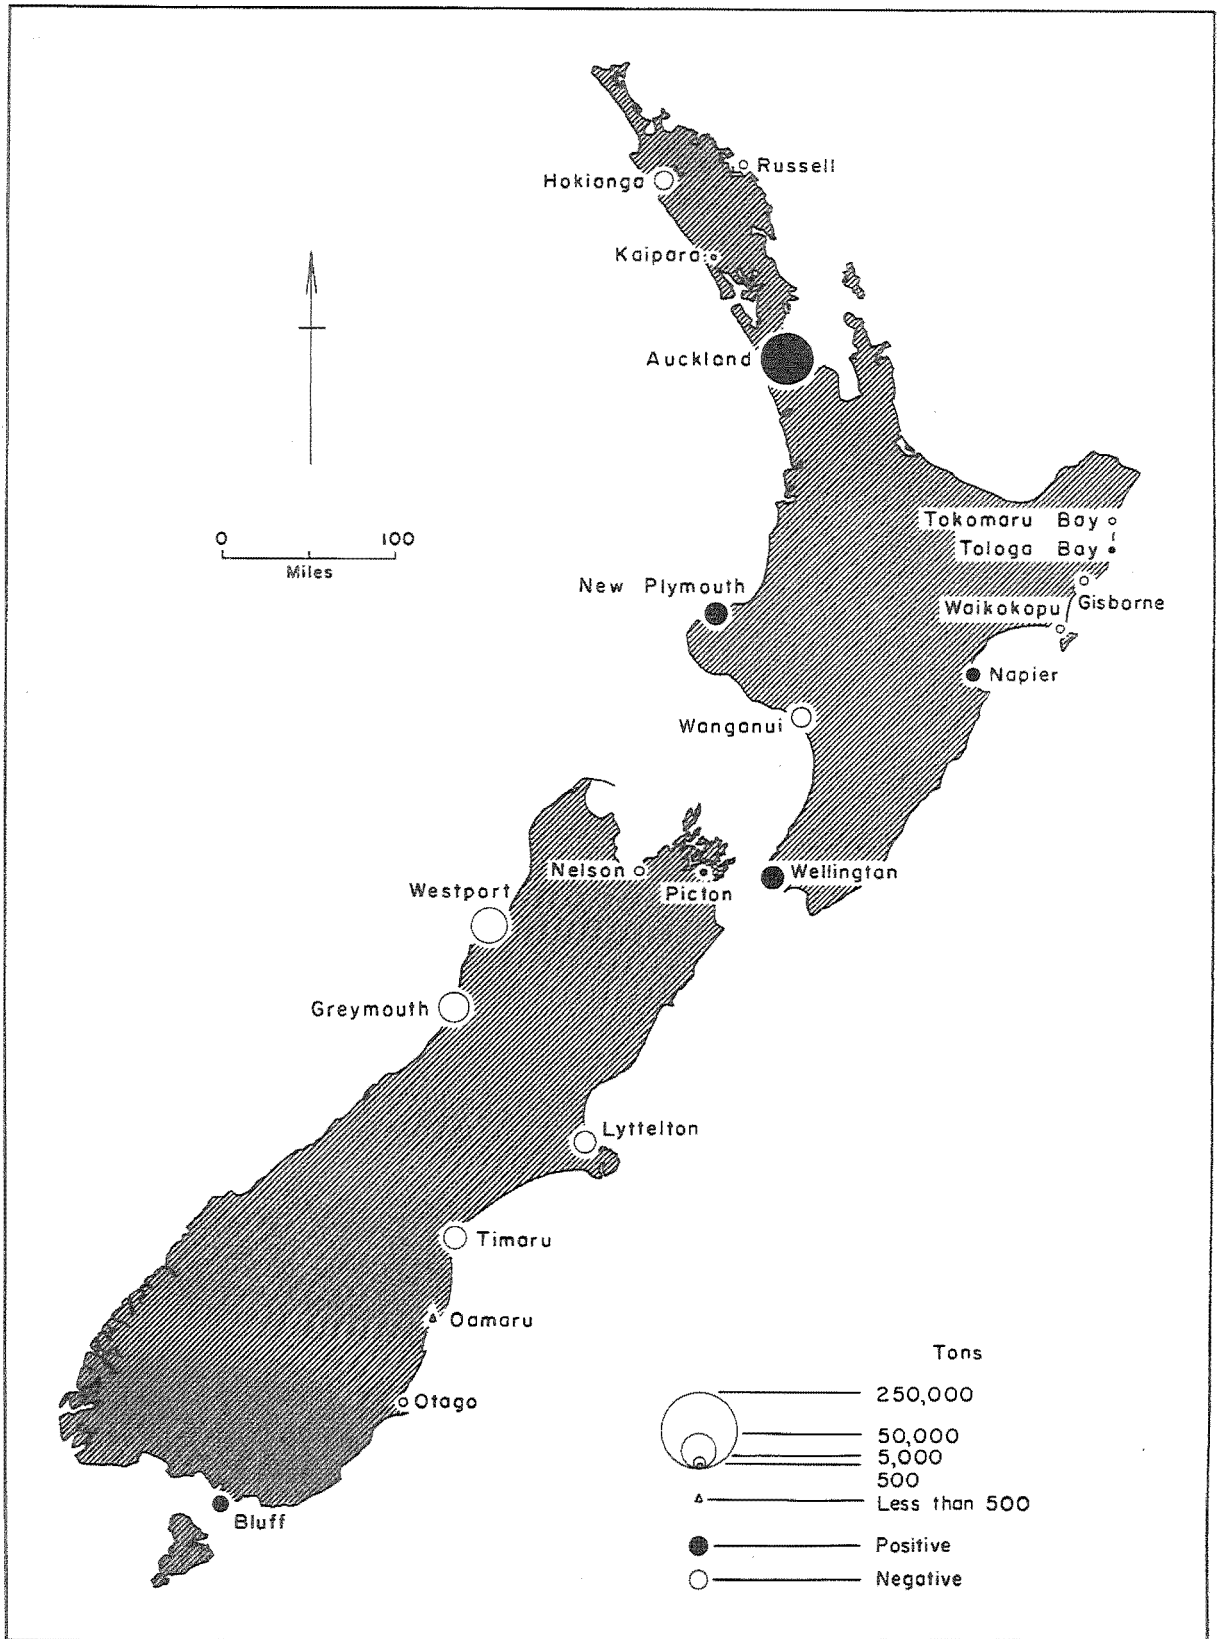 Russell
Hokianga
Kaipara
Auckland
0 100
Miles
Tokomaru Bay
Tologa Bay
New Plymouth
Gisborne
Waikokopu
Napier
Wanganui
Nelson
Picton
Wellington
Westport
Greymouth
Lyttelton
Timaru
Oamaru
Otago
Bluff
Tons
250,000
50,000
5,000
500
Less than 500
Positive
Negative